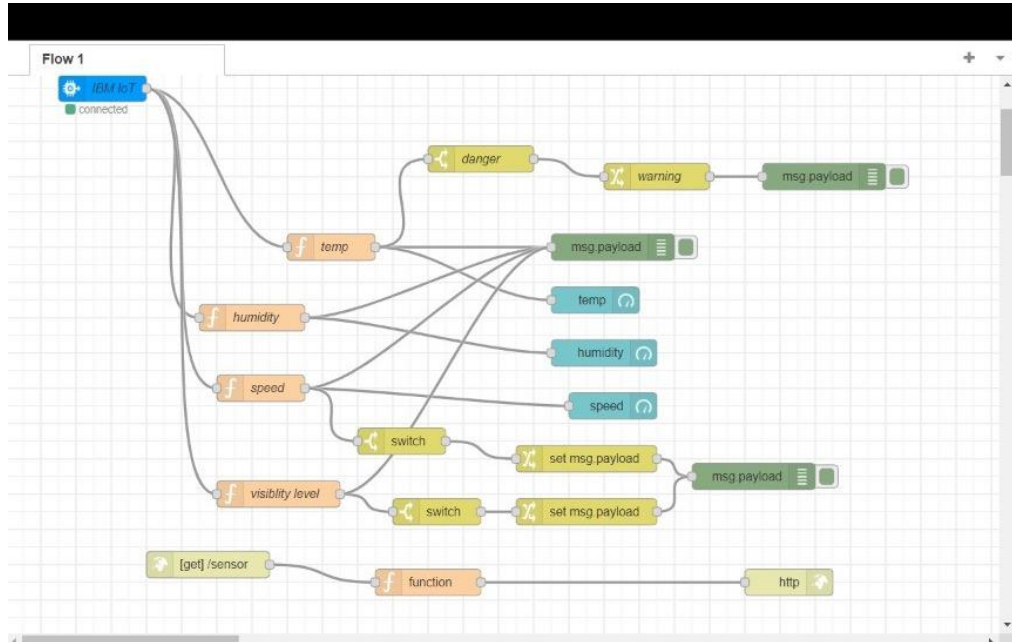 Flow 1
IBM IoT
connected
danger
warning
msg.payload
temp
msg.payload
temp
humidity
humidity
speed
speed
switch
set msg.payload
msg.payload
visiblity level
switch
set msg.payload
[get] /sensor
function
http